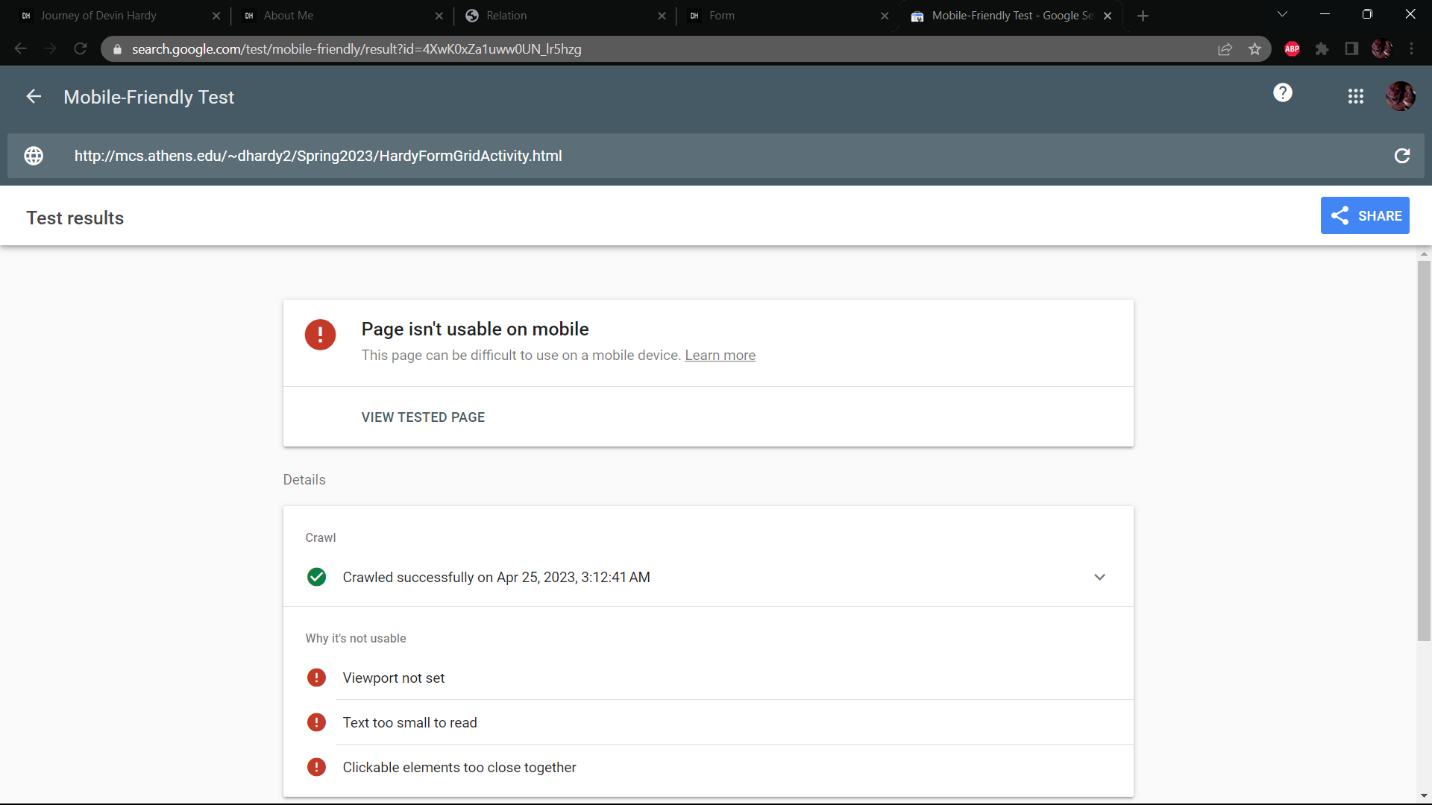 DH Journey of Devin Hardy
DH About Me
Relation
DH Form
Mobile-Friendly Test - Google Se
search.google.com/test/mobile-friendly/result?id=4XwK0xZa1uww0UN_lr5hzg
ABP
Mobile-Friendly Test
http://mcs.athens.edu/~dhardy2/Spring2023/HardyFormGridActivity.html
Test results
SHARE
Page isn't usable on mobile
This page can be difficult to use on a mobile device. Learn more
VIEW TESTED PAGE
Details
Crawl
Crawled successfully on Apr 25, 2023, 3:12:41 AM
Why it's not usable
Viewport not set
Text too small to read
Clickable elements too close together